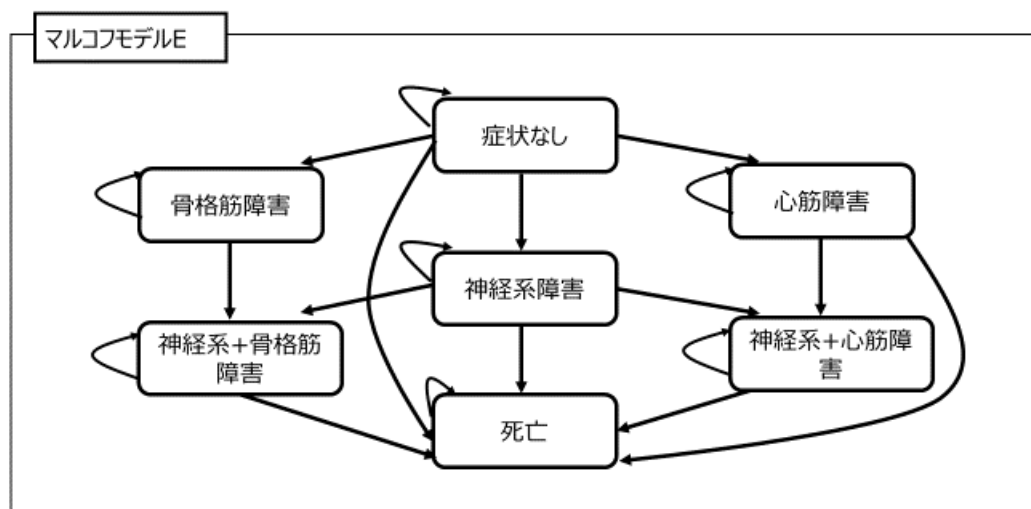 マルコフモデルE
症状なし
骨格筋障害
心筋障害
神経系障害
神経系+骨格筋
障害
神経系+心筋障
害
死亡